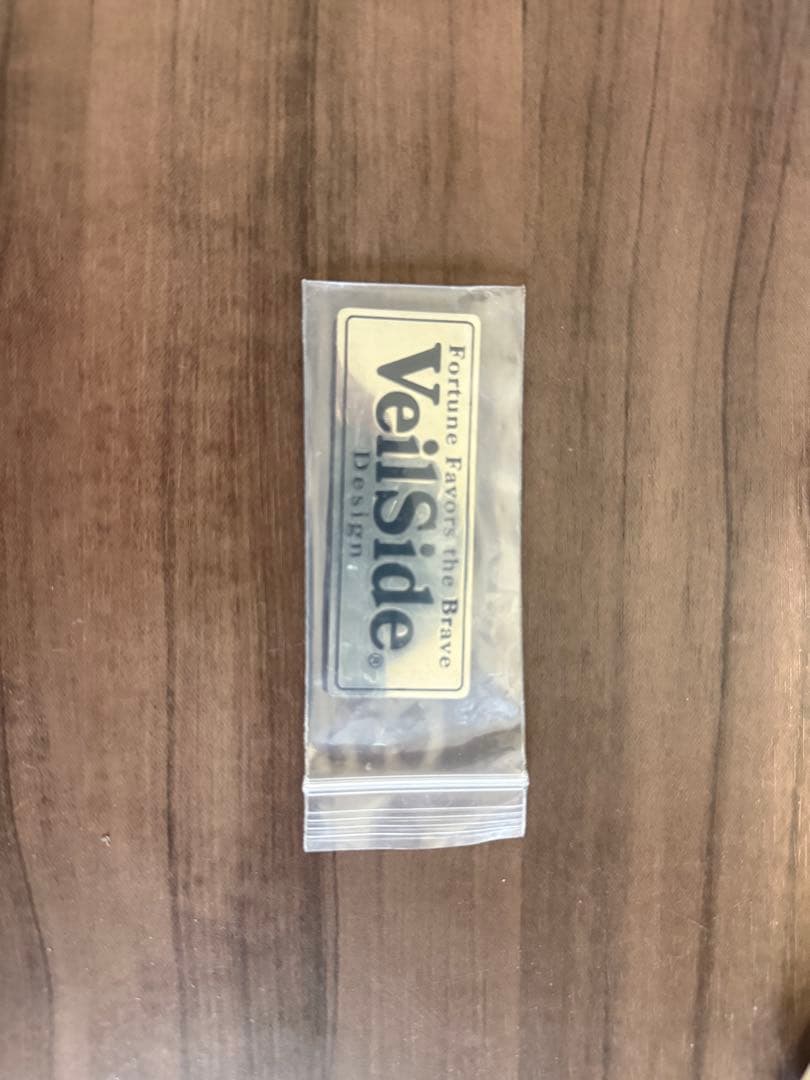 Fortune Favors the Brave
VeilSide®
Design